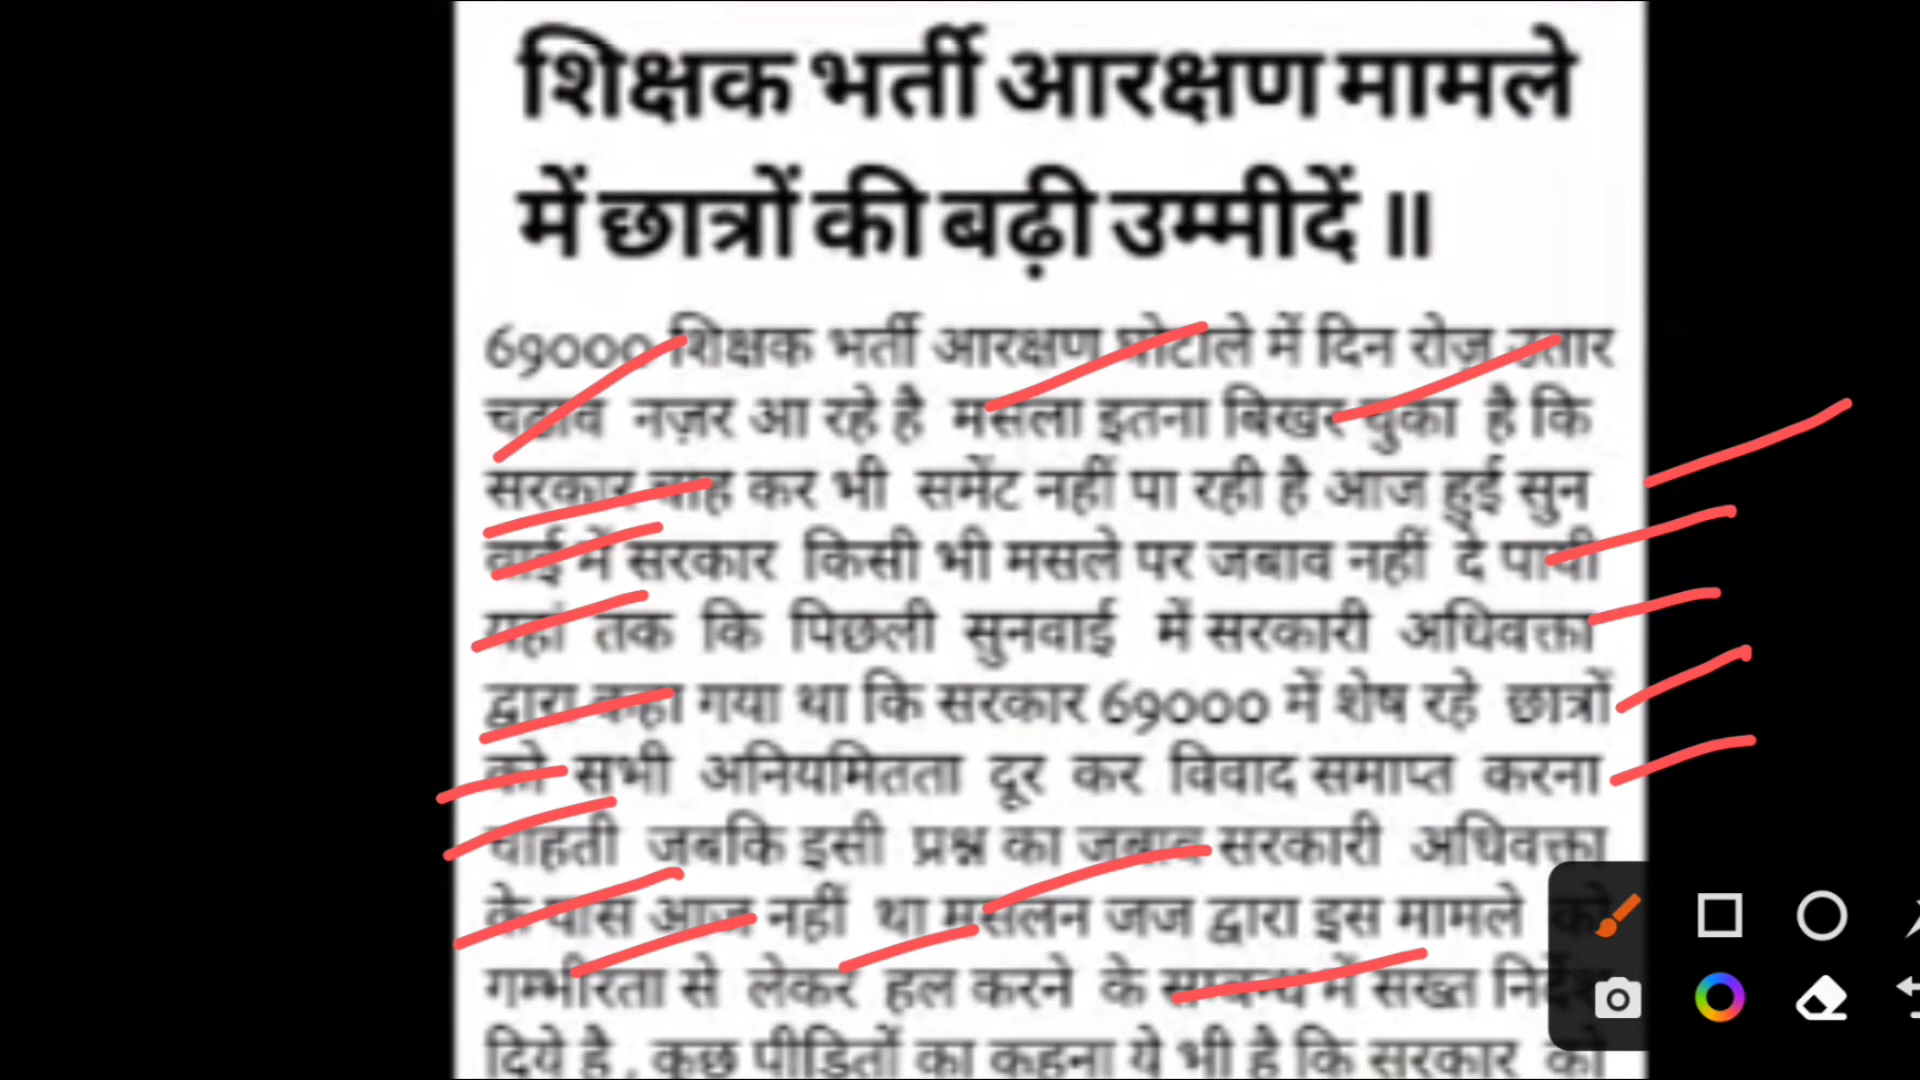 शिक्षक भर्ती आरक्षण मामले
में छात्रों की बढ़ी उम्मीदें ॥
69000 शिक्षक भर्ती आरक्षण घोटाले में दिन रोज़ उतार
चढाव नज़र आ रहे है मसला इतना बिखर चुका है कि
सरकार चाह कर भी समेंट नहीं पा रही है आज हुई सुन
वाई में सरकार किसी भी मसले पर जबाव नहीं दे पायी
यहां तक कि पिछली सुनवाई में सरकारी अधिवक्ता
द्वारा कहा गया था कि सरकार 69000 में शेष रहे छात्रों
को सभी अनियमितता दूर कर विवाद समाप्त करना
चाहती जबकि इसी प्रश्न का जबाव सरकारी अधिवक्ता
के पास आज नहीं था मसलन जज द्वारा इस मामले को
गम्भीरता से लेकर हल करने के सम्बन्ध में सख्त निर्देश
दिये है , कुछ पीडितों का कहना ये भी है कि सरकार को